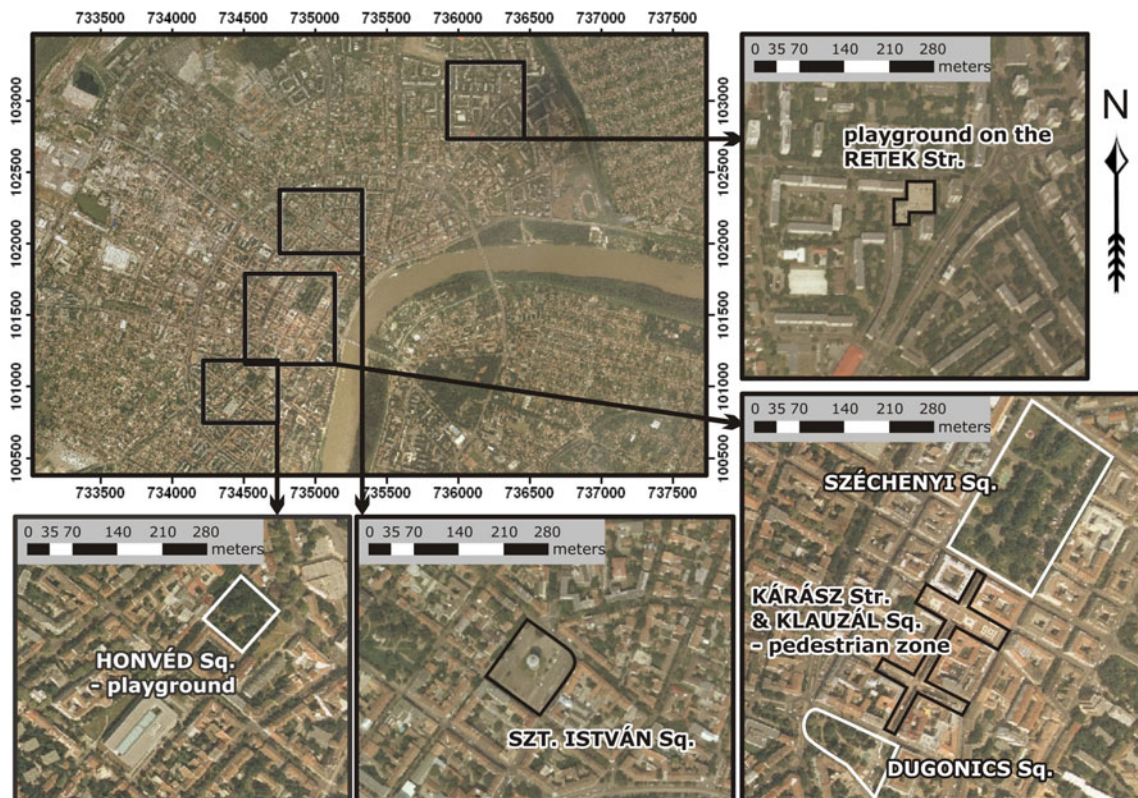 733500 734000 734500 735000 735500 736000 736500 737000 737500
103000
102500
102000
101500
101000
100500
103000
102500
102000
101500
101000
100500
733500 734000 734500 735000 735500 736000 736500 737000 737500
0 35 70 140 210 280
meters
playground on the
RETEK Str.
N
0 35 70 140 210 280
meters
SZÉCHENYI Sq.
KÁRÁSZ Str.
& KLAUZÁL Sq.
- pedestrian zone
DUGONICS Sq.
0 35 70 140 210 280
meters
HONVÉD Sq.
- playground
0 35 70 140 210 280
meters
SZT. ISTVÁN Sq.